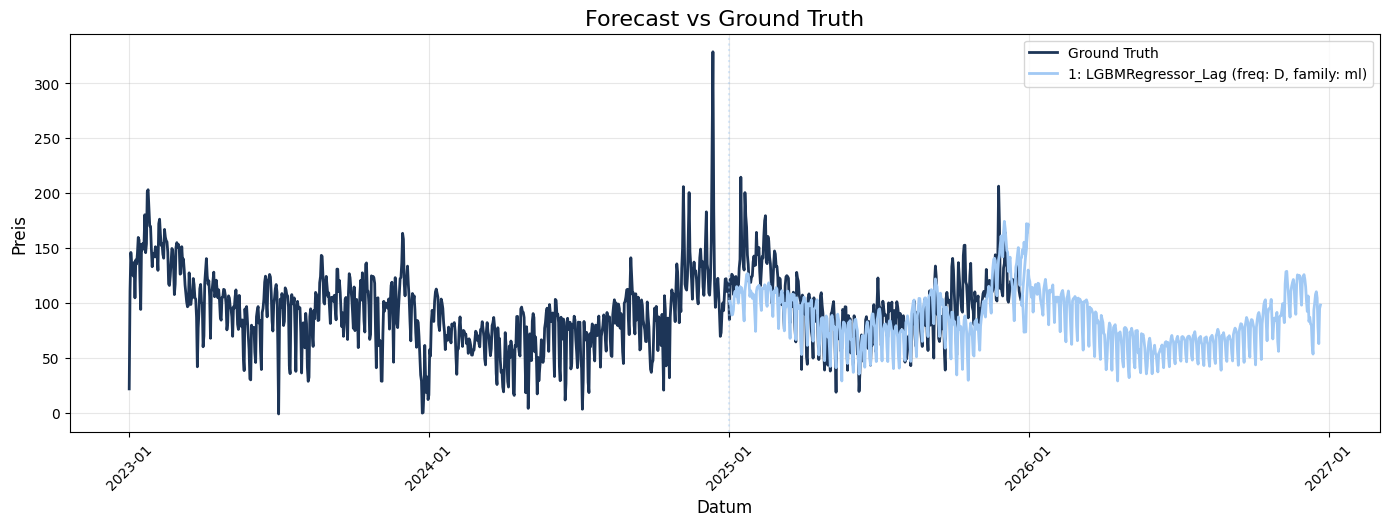 Forecast vs Ground Truth
Ground Truth
1: LGBMRegressor_Lag (freq: D, family: ml)
Preis
300
250
200
150
100
50
0
2023-01
2024-01
2025-01
2026-01
2027-01
Datum